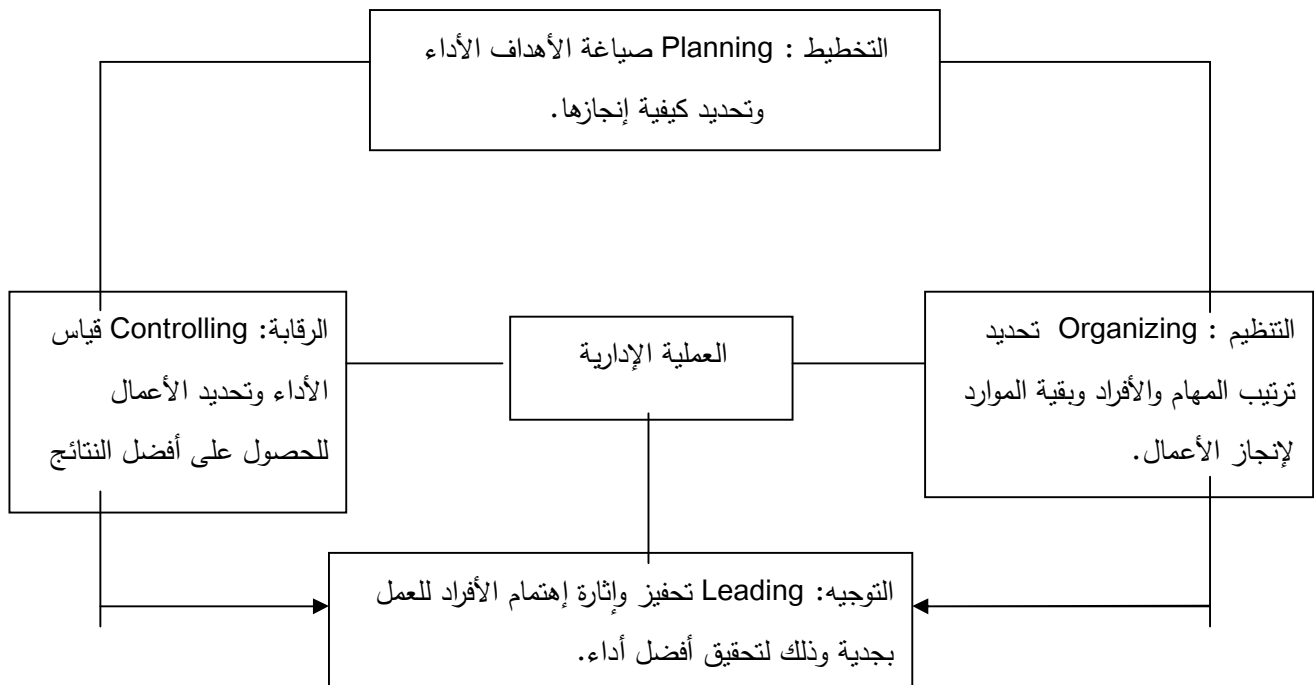 التخطيط : Planning صياغة الأهداف الأداء
وتحديد كيفية إنجازها.
التنظيم : Organizing تحديد
ترتيب المهام والأفراد وبقية الموارد
لإنجاز الأعمال.
العملية الإدارية
الرقابة: Controlling قياس
الأداء وتحديد الأعمال
للحصول على أفضل النتائج
التوجيه: Leading تحفيز وإثارة إهتمام الأفراد للعمل
بجدية وذلك لتحقيق أفضل أداء.